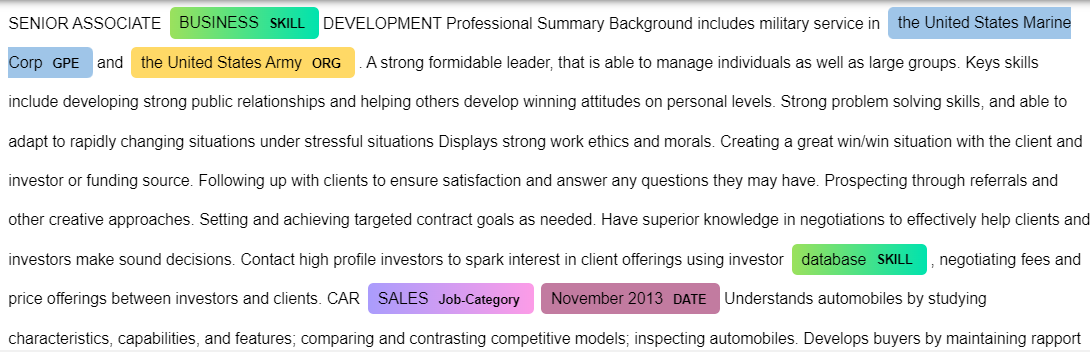 SENIOR ASSOCIATE BUSINESS SKILL DEVELOPMENT Professional Summary Background includes military service in the United States Marine
Corp GPE and the United States Army ORG . A strong formidable leader, that is able to manage individuals as well as large groups. Keys skills
include developing strong public relationships and helping others develop winning attitudes on personal levels. Strong problem solving skills, and able to
adapt to rapidly changing situations under stressful situations Displays strong work ethics and morals. Creating a great win/win situation with the client and
investor or funding source. Following up with clients to ensure satisfaction and answer any questions they may have. Prospecting through referrals and
other creative approaches. Setting and achieving targeted contract goals as needed. Have superior knowledge in negotiations to effectively help clients and
investors make sound decisions. Contact high profile investors to spark interest in client offerings using investor database SKILL , negotiating fees and
price offerings between investors and clients. CAR SALES Job-Category November 2013 DATE Understands automobiles by studying
characteristics, capabilities, and features; comparing and contrasting competitive models; inspecting automobiles. Develops buyers by maintaining rapport